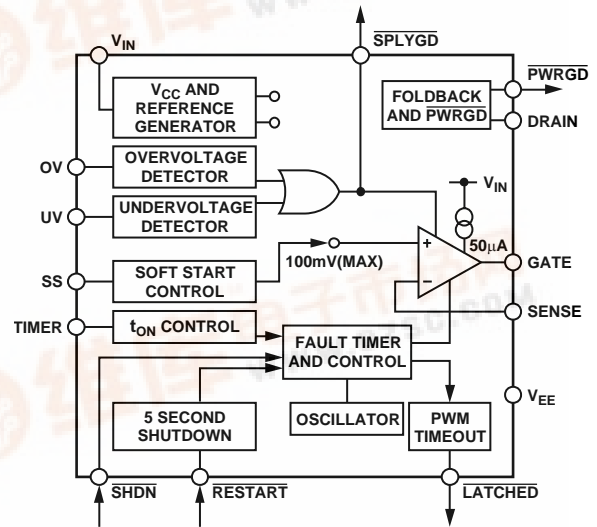 SPLYGD
VIN
VCC AND
REFERENCE
GENERATOR
FOLDBACK
AND PWRGD
PWRGD
DRAIN
OV
OVERVOLTAGE
DETECTOR
UV
UNDERVOLTAGE
DETECTOR
VIN
50μA
+
−
GATE
SS
SOFT START
CONTROL
100mV(MAX)
SENSE
TIMER
tON CONTROL
FAULT TIMER
AND CONTROL
VEE
5 SECOND
SHUTDOWN
OSCILLATOR
PWM
TIMEOUT
SHDN
RESTART
LATCHED